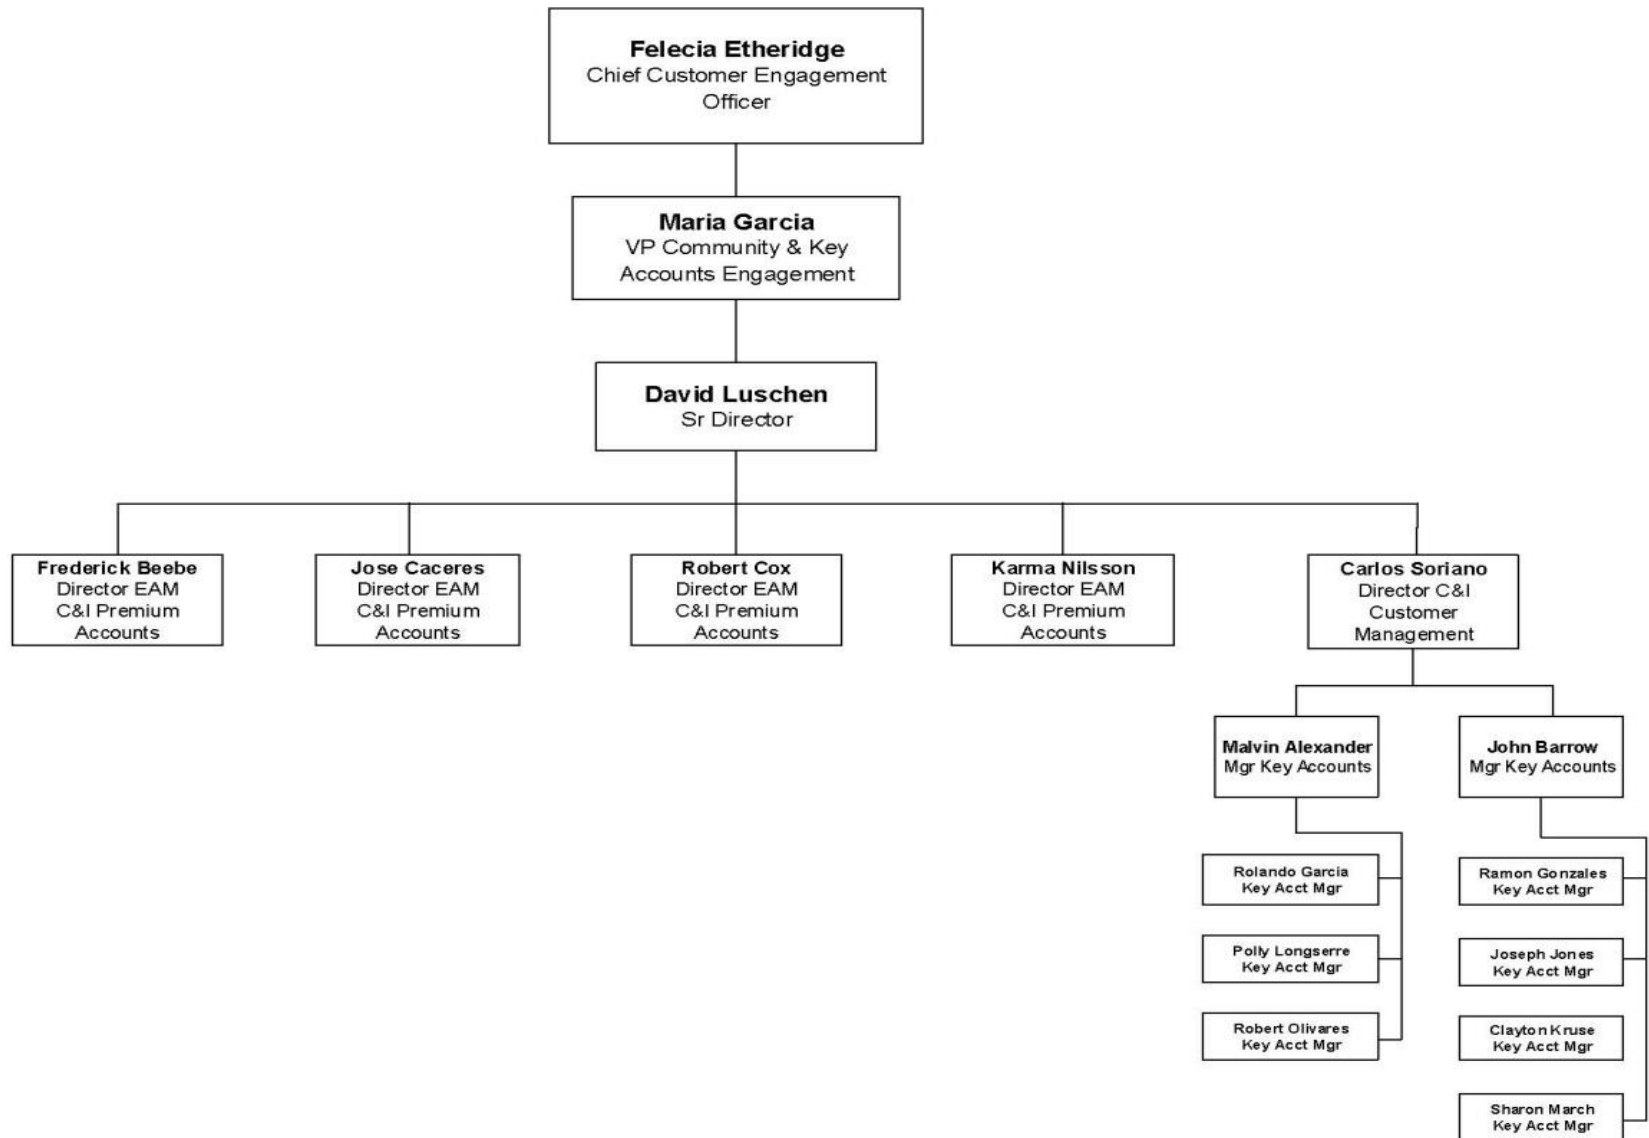 Felecia Etheridge
Chief Customer Engagement
Officer
Maria Garcia
VP Community & Key
Accounts Engagement
David Luschen
Sr Director
Frederick Beebe
Director EAM
C&I Premium
Accounts
Jose Caceres
Director EAM
C&I Premium
Accounts
Robert Cox
Director EAM
C&I Premium
Accounts
Karma Nilsson
Director EAM
C&I Premium
Accounts
Carlos Soriano
Director C&I
Customer
Management
Malvin Alexander
Mgr Key Accounts
John Barrow
Mgr Key Accounts
Rolando Garcia
Key Acct Mgr
Polly Longserre
Key Acct Mgr
Robert Olivares
Key Acct Mgr
Ramon Gonzales
Key Acct Mgr
Joseph Jones
Key Acct Mgr
Clayton Kruse
Key Acct Mgr
Sharon March
Key Acct Mgr